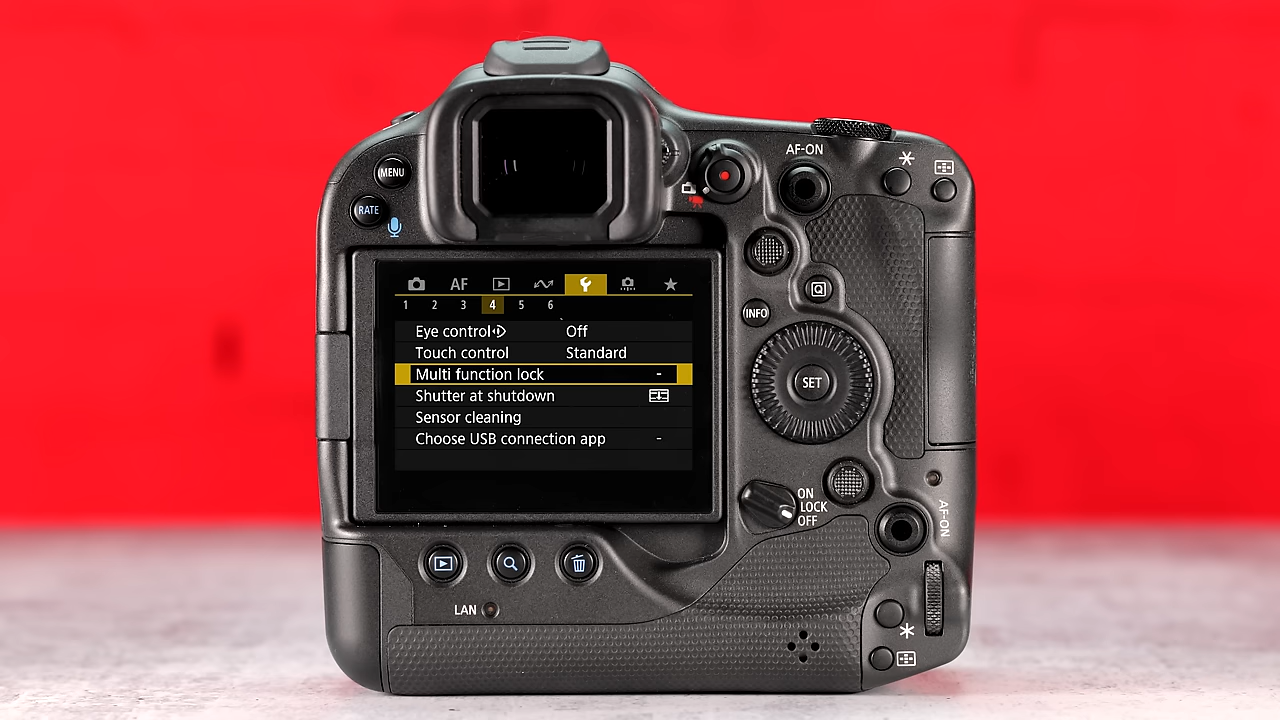 MENU
AF-ON
RATE
AF
1 2 3 4 5 6
Eye control Off
Touch control Standard
Multi function lock -
Shutter at shutdown
Sensor cleaning
Choose USB connection app -
Q
INFO
SET
ON
LOCK
OFF
AF-ON
LAN